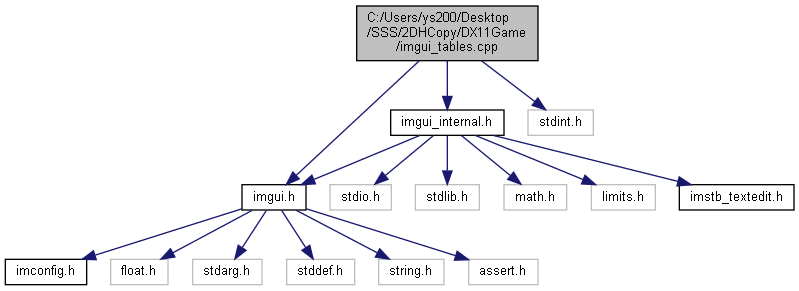 C:/Users/ys200/Desktop
/SSS/2DHCopy/DX11Game
/imgui_tables.cpp
imgui_internal.h
stdint.h
imgui.h
stdio.h
stdlib.h
math.h
limits.h
imstb_textedit.h
imconfig.h
float.h
stdarg.h
stddef.h
string.h
assert.h